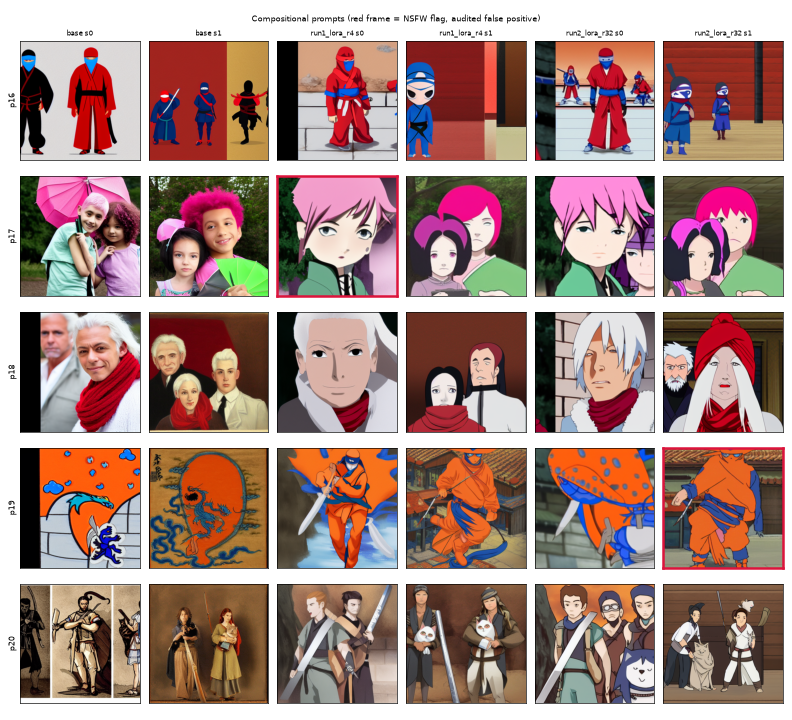 Compositional prompts (red frame = NSFW flag, audited false positive)
base s0 base s1 run1_lora_r4 s0 run1_lora_r4 s1 run2_lora_r32 s0 run2_lora_r32 s1
p16
p17
p18
p19
p20